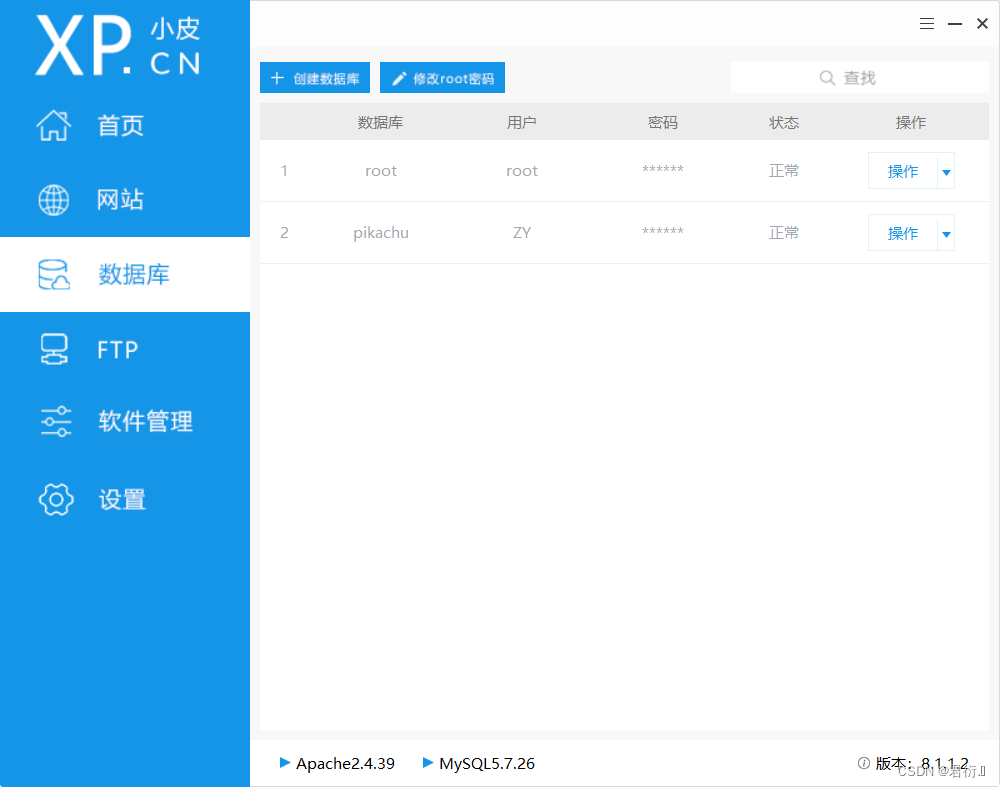 XP. 小皮 CN
首页
网站
数据库
FTP
软件管理
设置
创建数据库 修改root密码 查找
数据库 用户 密码 状态 操作
1 root root ****** 正常 操作
2 pikachu ZY ****** 正常 操作
Apache2.4.39 MySQL5.7.26 版本：8.1.1.2
CSDN @君衍.